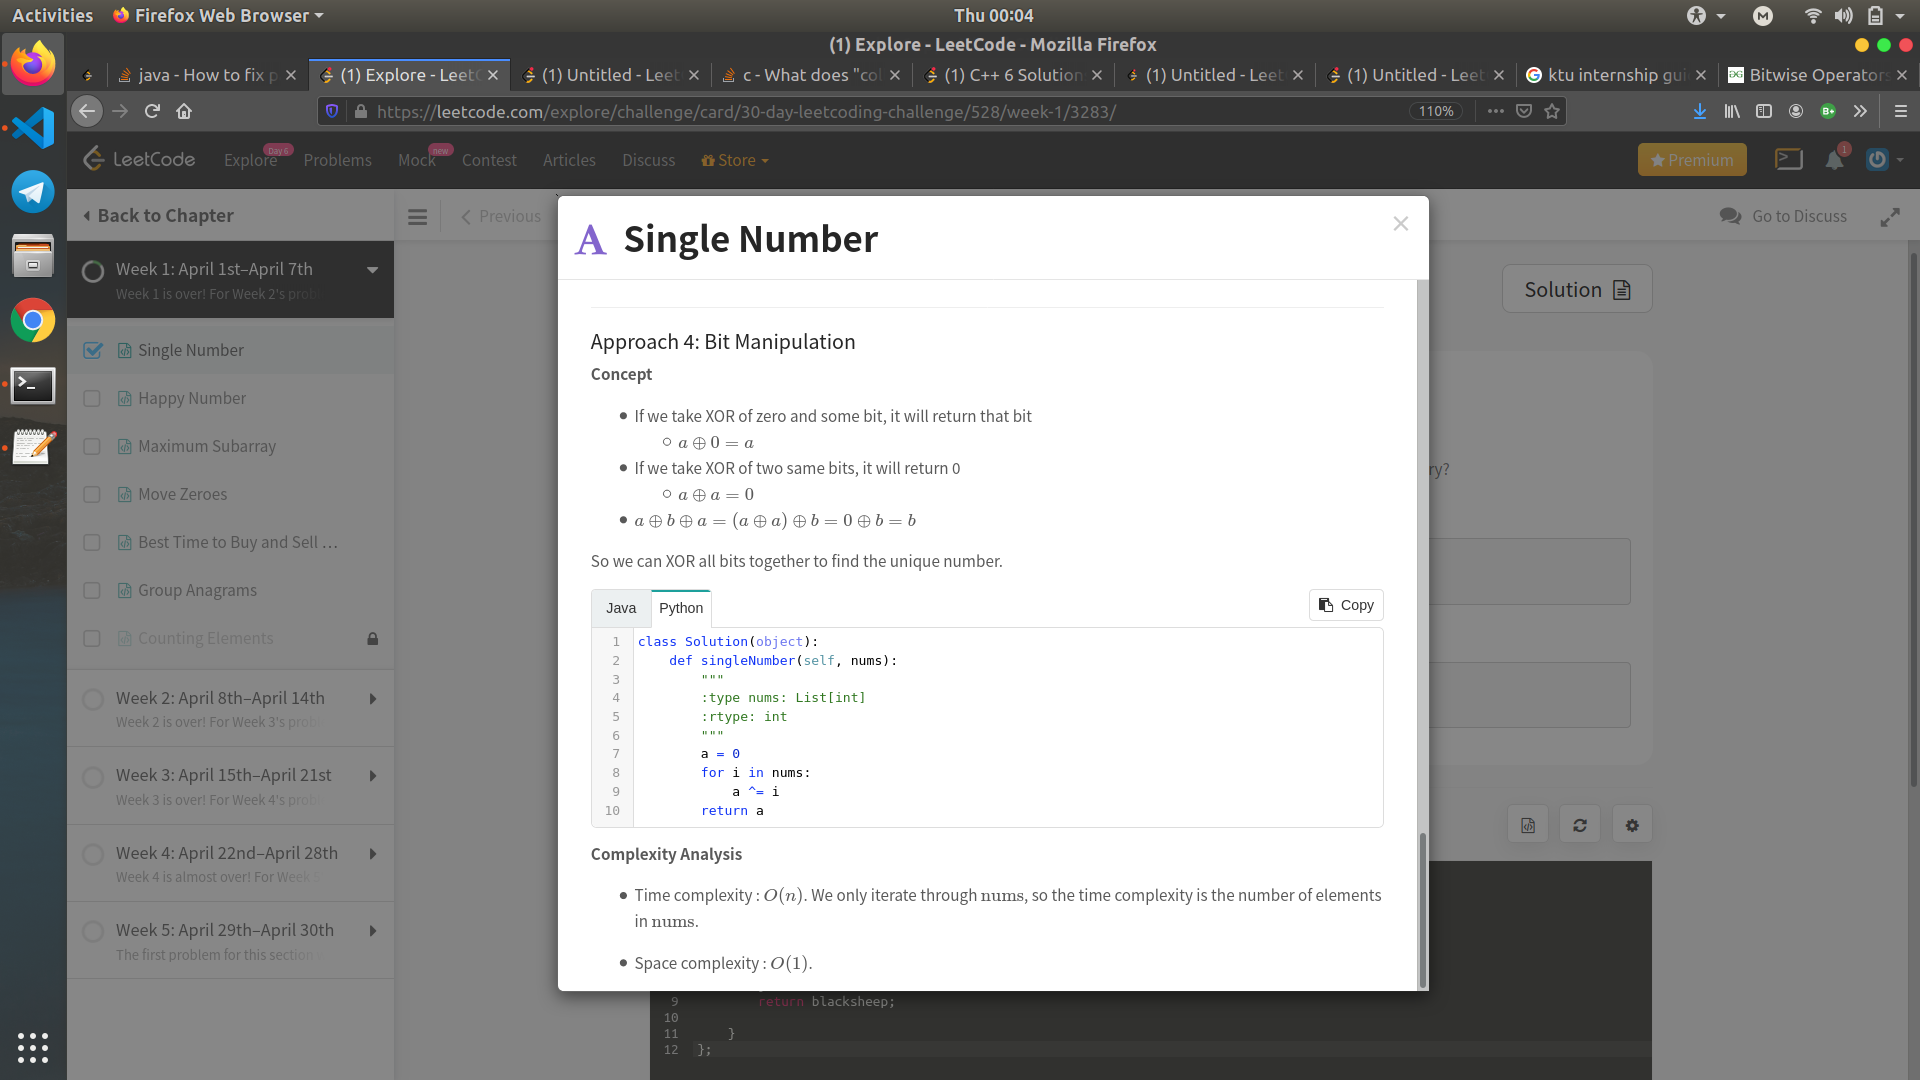 Activities
Firefox Web Browser
Thu 00:04
M
(1) Explore - LeetCode - Mozilla Firefox
java - How to fix p
(1) Explore - LeetC
(1) Untitled - Leet
c - What does "col
(1) C++ 6 Solution
(1) Untitled - Leet
(1) Untitled - Leet
ktu internship gui
Bitwise Operators
https://leetcode.com/explore/challenge/card/30-day-leetcoding-challenge/528/week-1/3283/
110%
B+
LeetCode
Explore
Day 6
Problems
Mock
new
Contest
Articles
Discuss
Store
Premium
1
Back to Chapter
Previous
Go to Discuss
Week 1: April 1st–April 7th
Week 1 is over! For Week 2's prob
Single Number
Happy Number
Maximum Subarray
Move Zeroes
Best Time to Buy and Sell ...
Group Anagrams
Counting Elements
Week 2: April 8th–April 14th
Week 2 is over! For Week 3's prob
Week 3: April 15th–April 21st
Week 3 is over! For Week 4's prob
Week 4: April 22nd–April 28th
Week 4 is almost over! For Week 5
Week 5: April 29th–April 30th
The first problem for this section
Solution
ry?
A Single Number
Approach 4: Bit Manipulation
Concept
• If we take XOR of zero and some bit, it will return that bit
○ a ⊕ 0 = a
• If we take XOR of two same bits, it will return 0
○ a ⊕ a = 0
• a ⊕ b ⊕ a = (a ⊕ a) ⊕ b = 0 ⊕ b = b
So we can XOR all bits together to find the unique number.
Java
Python
Copy
1 class Solution(object):
2     def singleNumber(self, nums):
3         """
4         :type nums: List[int]
5         :rtype: int
6         """
7         a = 0
8         for i in nums:
9             a ^= i
10         return a
Complexity Analysis
• Time complexity : O(n). We only iterate through nums, so the time complexity is the number of elements
in nums.
• Space complexity : O(1).
9         return blacksheep;
10
11     }
12 };